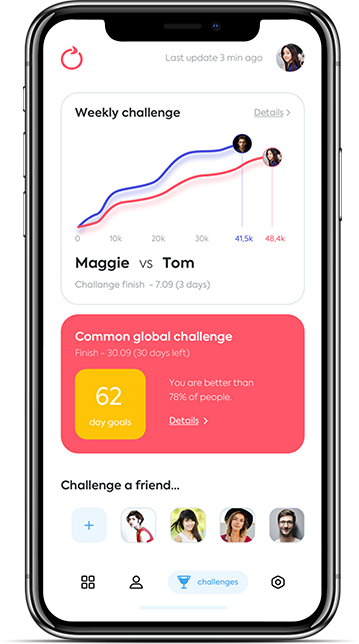 Last update 3 min ago
Weekly challenge
Details >
0 10k 20k 30k 41,5k 48,4k
Maggie VS Tom
Challange finish - 7.09 (3 days)
Common global challenge
Finish - 30.09 (30 days left)
62
day goals
You are better than
78% of people.
Details >
Challenge a friend...
+
challenges